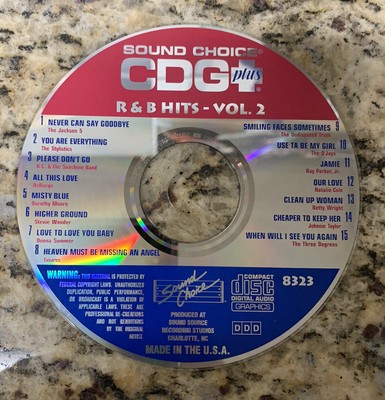 SOUND CHOICE®
CDG plus
R & B HITS - VOL. 2
1 NEVER CAN SAY GOODBYE
The Jackson 5
2 YOU ARE EVERYTHING
The Stylistics
3 PLEASE DON'T GO
K.C. & The Sunshine Band
4 ALL THIS LOVE
DeBarge
5 MISTY BLUE
Dorothy Moore
6 HIGHER GROUND
Stevie Wonder
7 LOVE TO LOVE YOU BABY
Donna Summer
8 HEAVEN MUST BE MISSING AN ANGEL
Tavares
SMILING FACES SOMETIMES 9
The Undisputed Truth
USE TA BE MY GIRL 10
The O'Jays
JAMIE 11
Ray Parker, Jr.
OUR LOVE 12
Natalie Cole
CLEAN UP WOMAN 13
Betty Wright
CHEAPER TO KEEP HER 14
Johnnie Taylor
WHEN WILL I SEE YOU AGAIN 15
The Three Degrees
WARNING: THIS MATERIAL IS PROTECTED BY
FEDERAL COPYRIGHT LAWS. UNAUTHORIZED
DUPLICATION, PUBLIC PERFORMANCE,
OR BROADCAST IS A VIOLATION OF
APPLICABLE LAWS. THESE ARE
PROFESSIONAL RE-CREATIONS
AND ARE NOT RENDITIONS
BY THE ORIGINAL
ARTIST
Sound Choice
PRODUCED AT
SOUND SOURCE
RECORDING STUDIOS
CHARLOTTE, NC
COMPACT
disc
DIGITAL AUDIO
GRAPHICS
8323
DDD
MADE IN THE U.S.A.